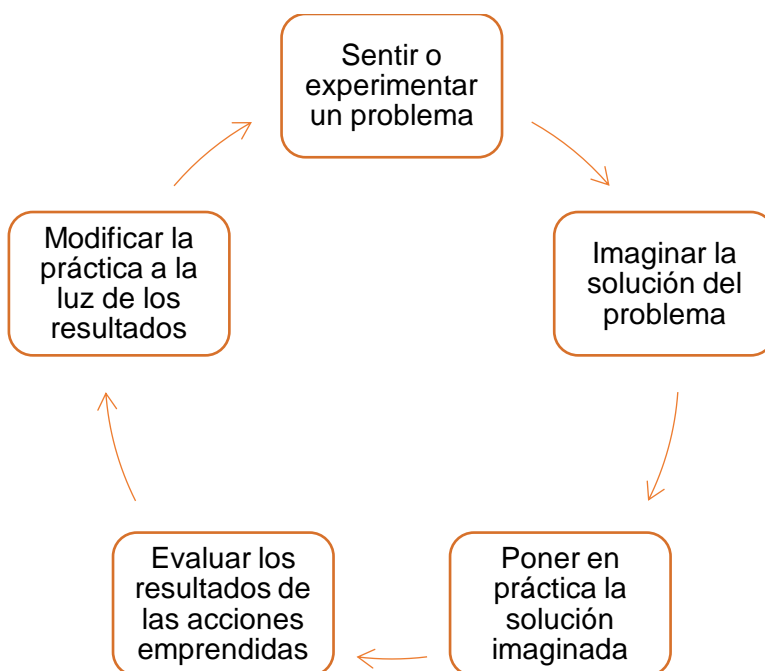 Sentir o
experimentar
un problema
Imaginar la
solución del
problema
Poner en
práctica la
solución
imaginada
Evaluar los
resultados de
las acciones
emprendidas
Modificar la
práctica a la
luz de los
resultados